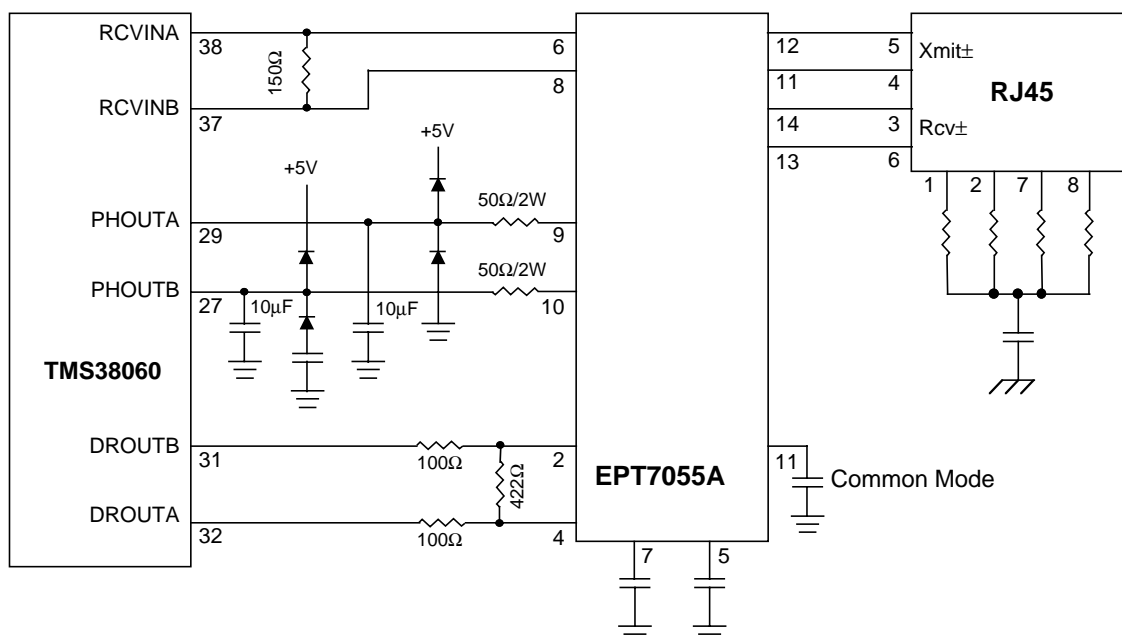 RCVINA
38
150Ω
6
12
5
Xmit±
8
11
4
RJ45
RCVINB
37
14
3
Rcv±
+5V
13
6
+5V
1
2
7
8
50Ω/2W
PHOUTA
29
9
50Ω/2W
PHOUTB
27
10µF
10µF
10
TMS38060
DROUTB
31
100Ω
2
422Ω
EPT7055A
11
Common Mode
DROUTA
32
100Ω
4
7
5